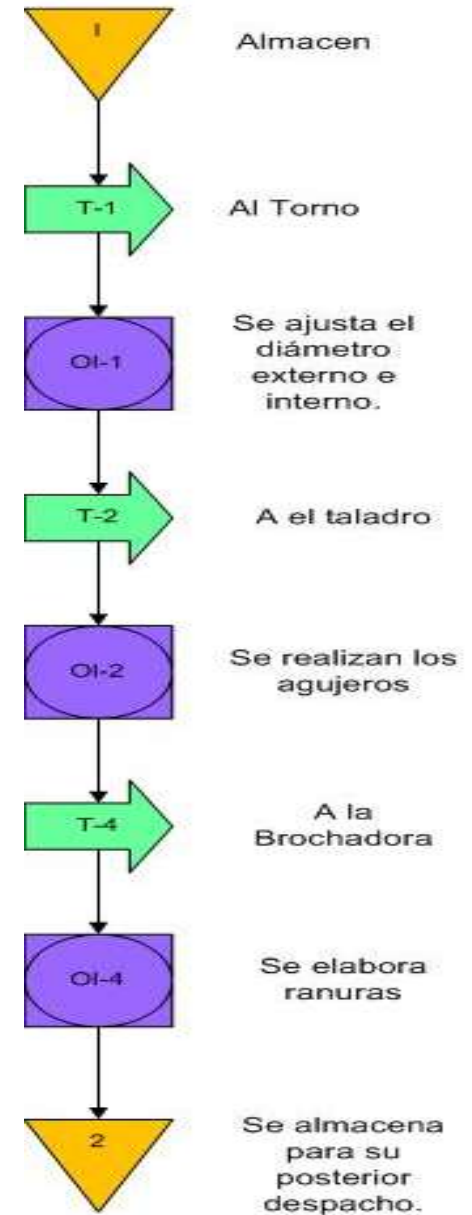 1
Almacen
T-1
Al Torno
OI-1
Se ajusta el
diámetro
externo e
interno.
T-2
A el taladro
OI-2
Se realizan los
agujeros
T-4
A la
Brochadora
OI-4
Se elabora
ranuras
2
Se almacena
para su
posterior
despacho.